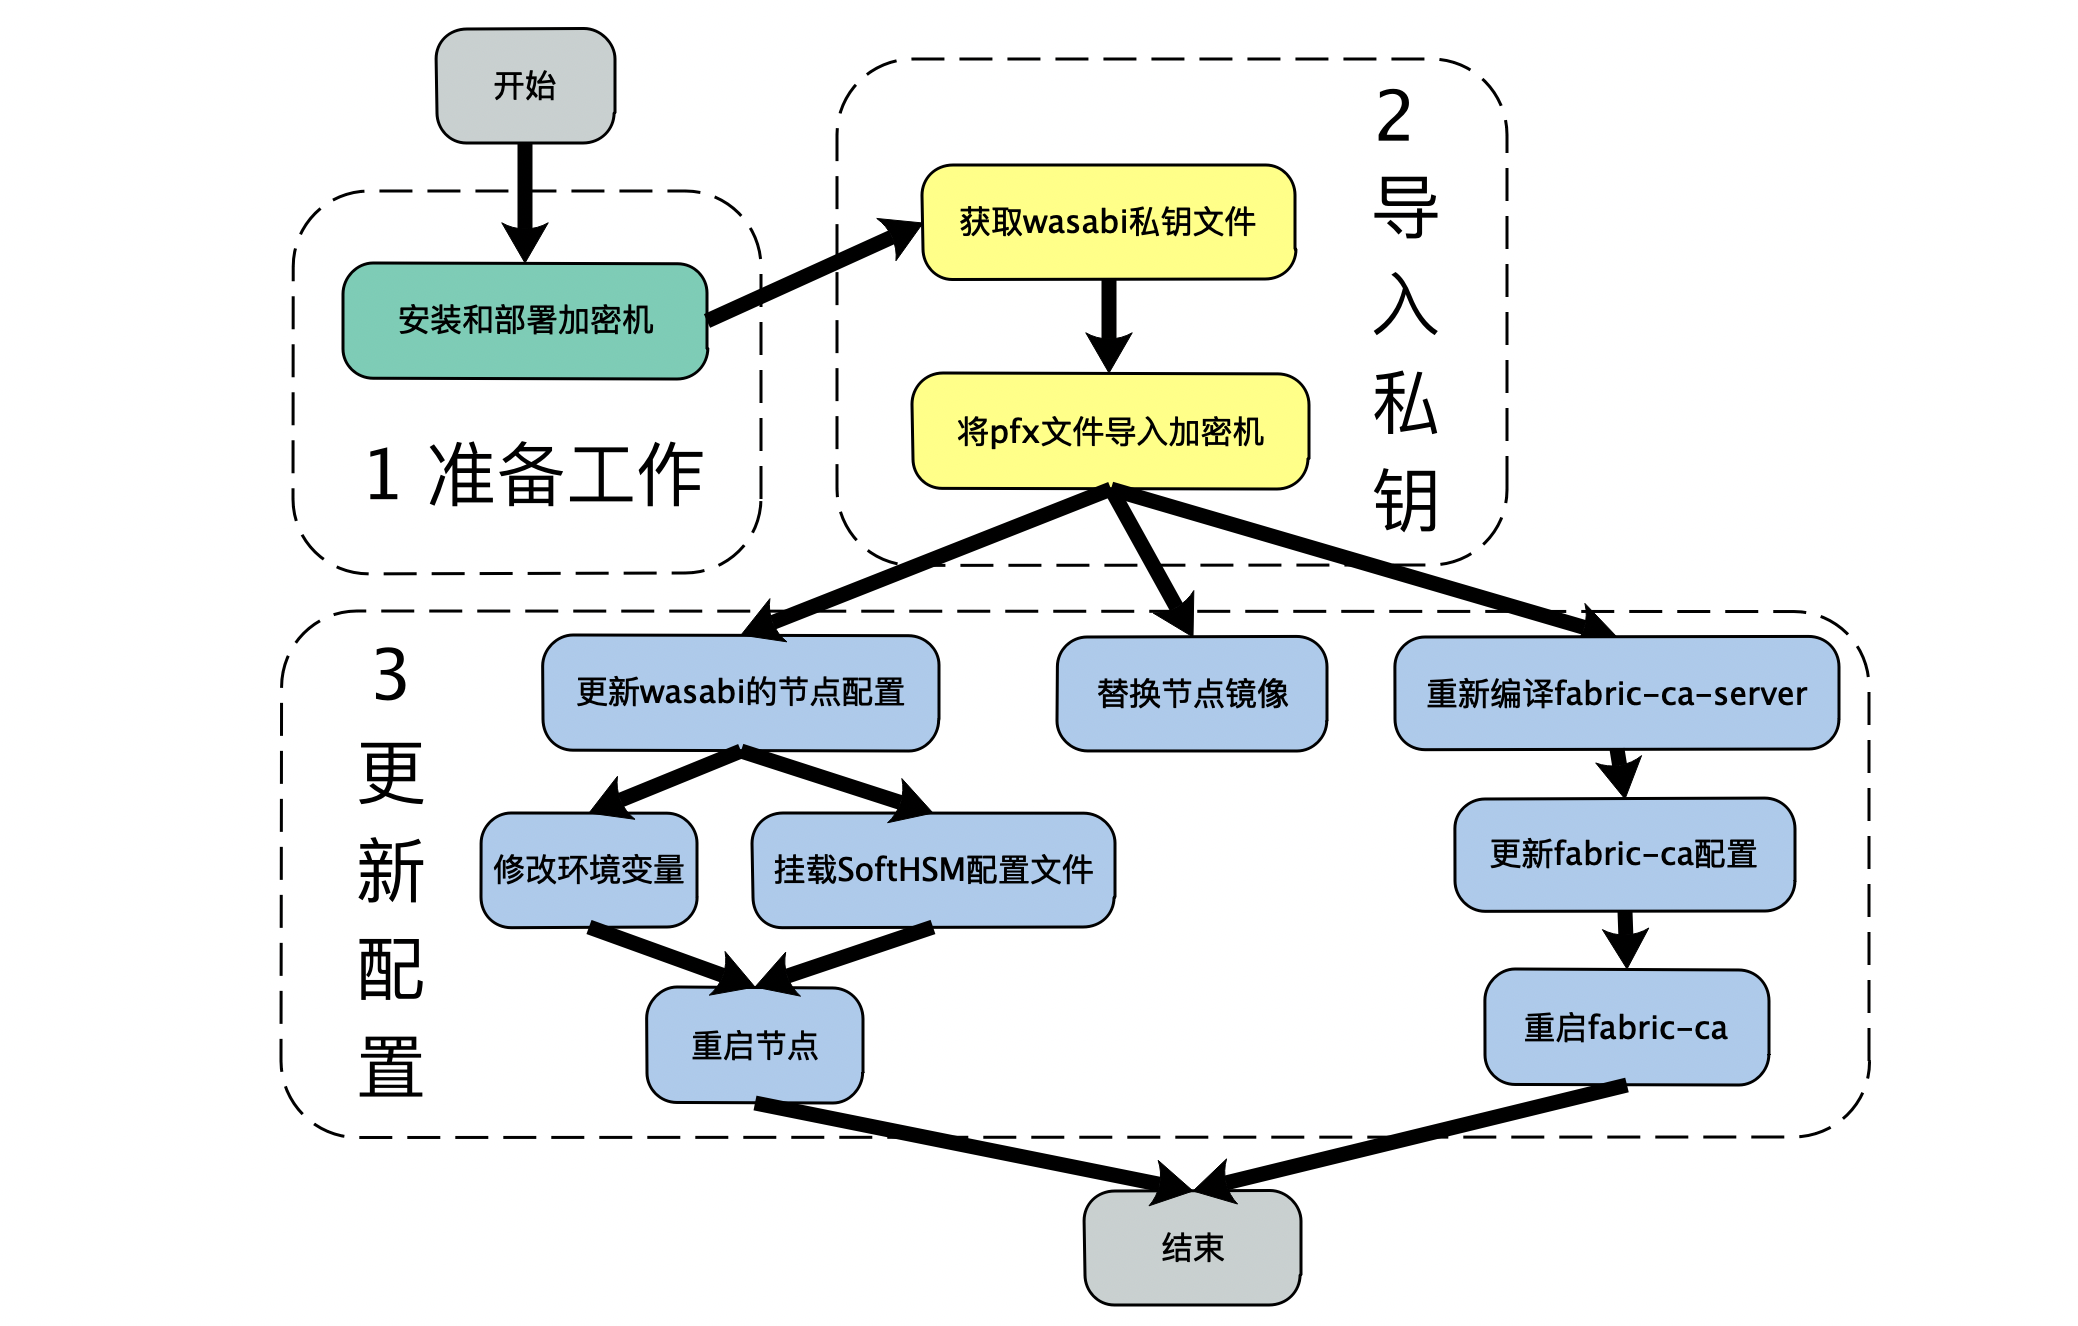 开始
安装和部署加密机
1 准备工作
2导入私钥
获取wasabi私钥文件
将pfx文件导入加密机
3更新配置
更新wasabi的节点配置
替换节点镜像
重新编译fabric-ca-server
修改环境变量
挂载SoftHSM配置文件
更新fabric-ca配置
重启节点
重启fabric-ca
结束